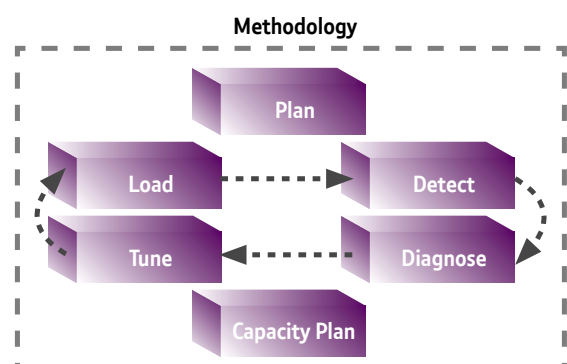 Methodology
Plan
Load
Detect
Tune
Diagnose
Capacity Plan